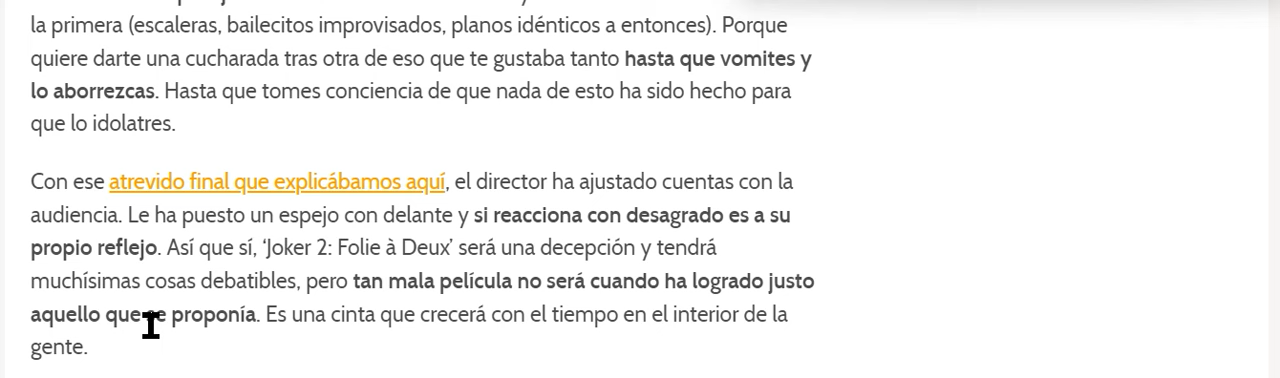 la primera (escaleras, bailecitos improvisados, planos idénticos a entonces). Porque
quiere darte una cucharada tras otra de eso que te gustaba tanto hasta que vomites y
lo aborrezcas. Hasta que tomes conciencia de que nada de esto ha sido hecho para
que lo idolatres.
Con ese atrevido final que explicábamos aquí, el director ha ajustado cuentas con la
audiencia. Le ha puesto un espejo con delante y si reacciona con desagrado es a su
propio reflejo. Así que sí, ‘Joker 2: Folie à Deux’ será una decepción y tendrá
muchísimas cosas debatibles, pero tan mala película no será cuando ha logrado justo
aquello que se proponía. Es una cinta que crecerá con el tiempo en el interior de la
gente.